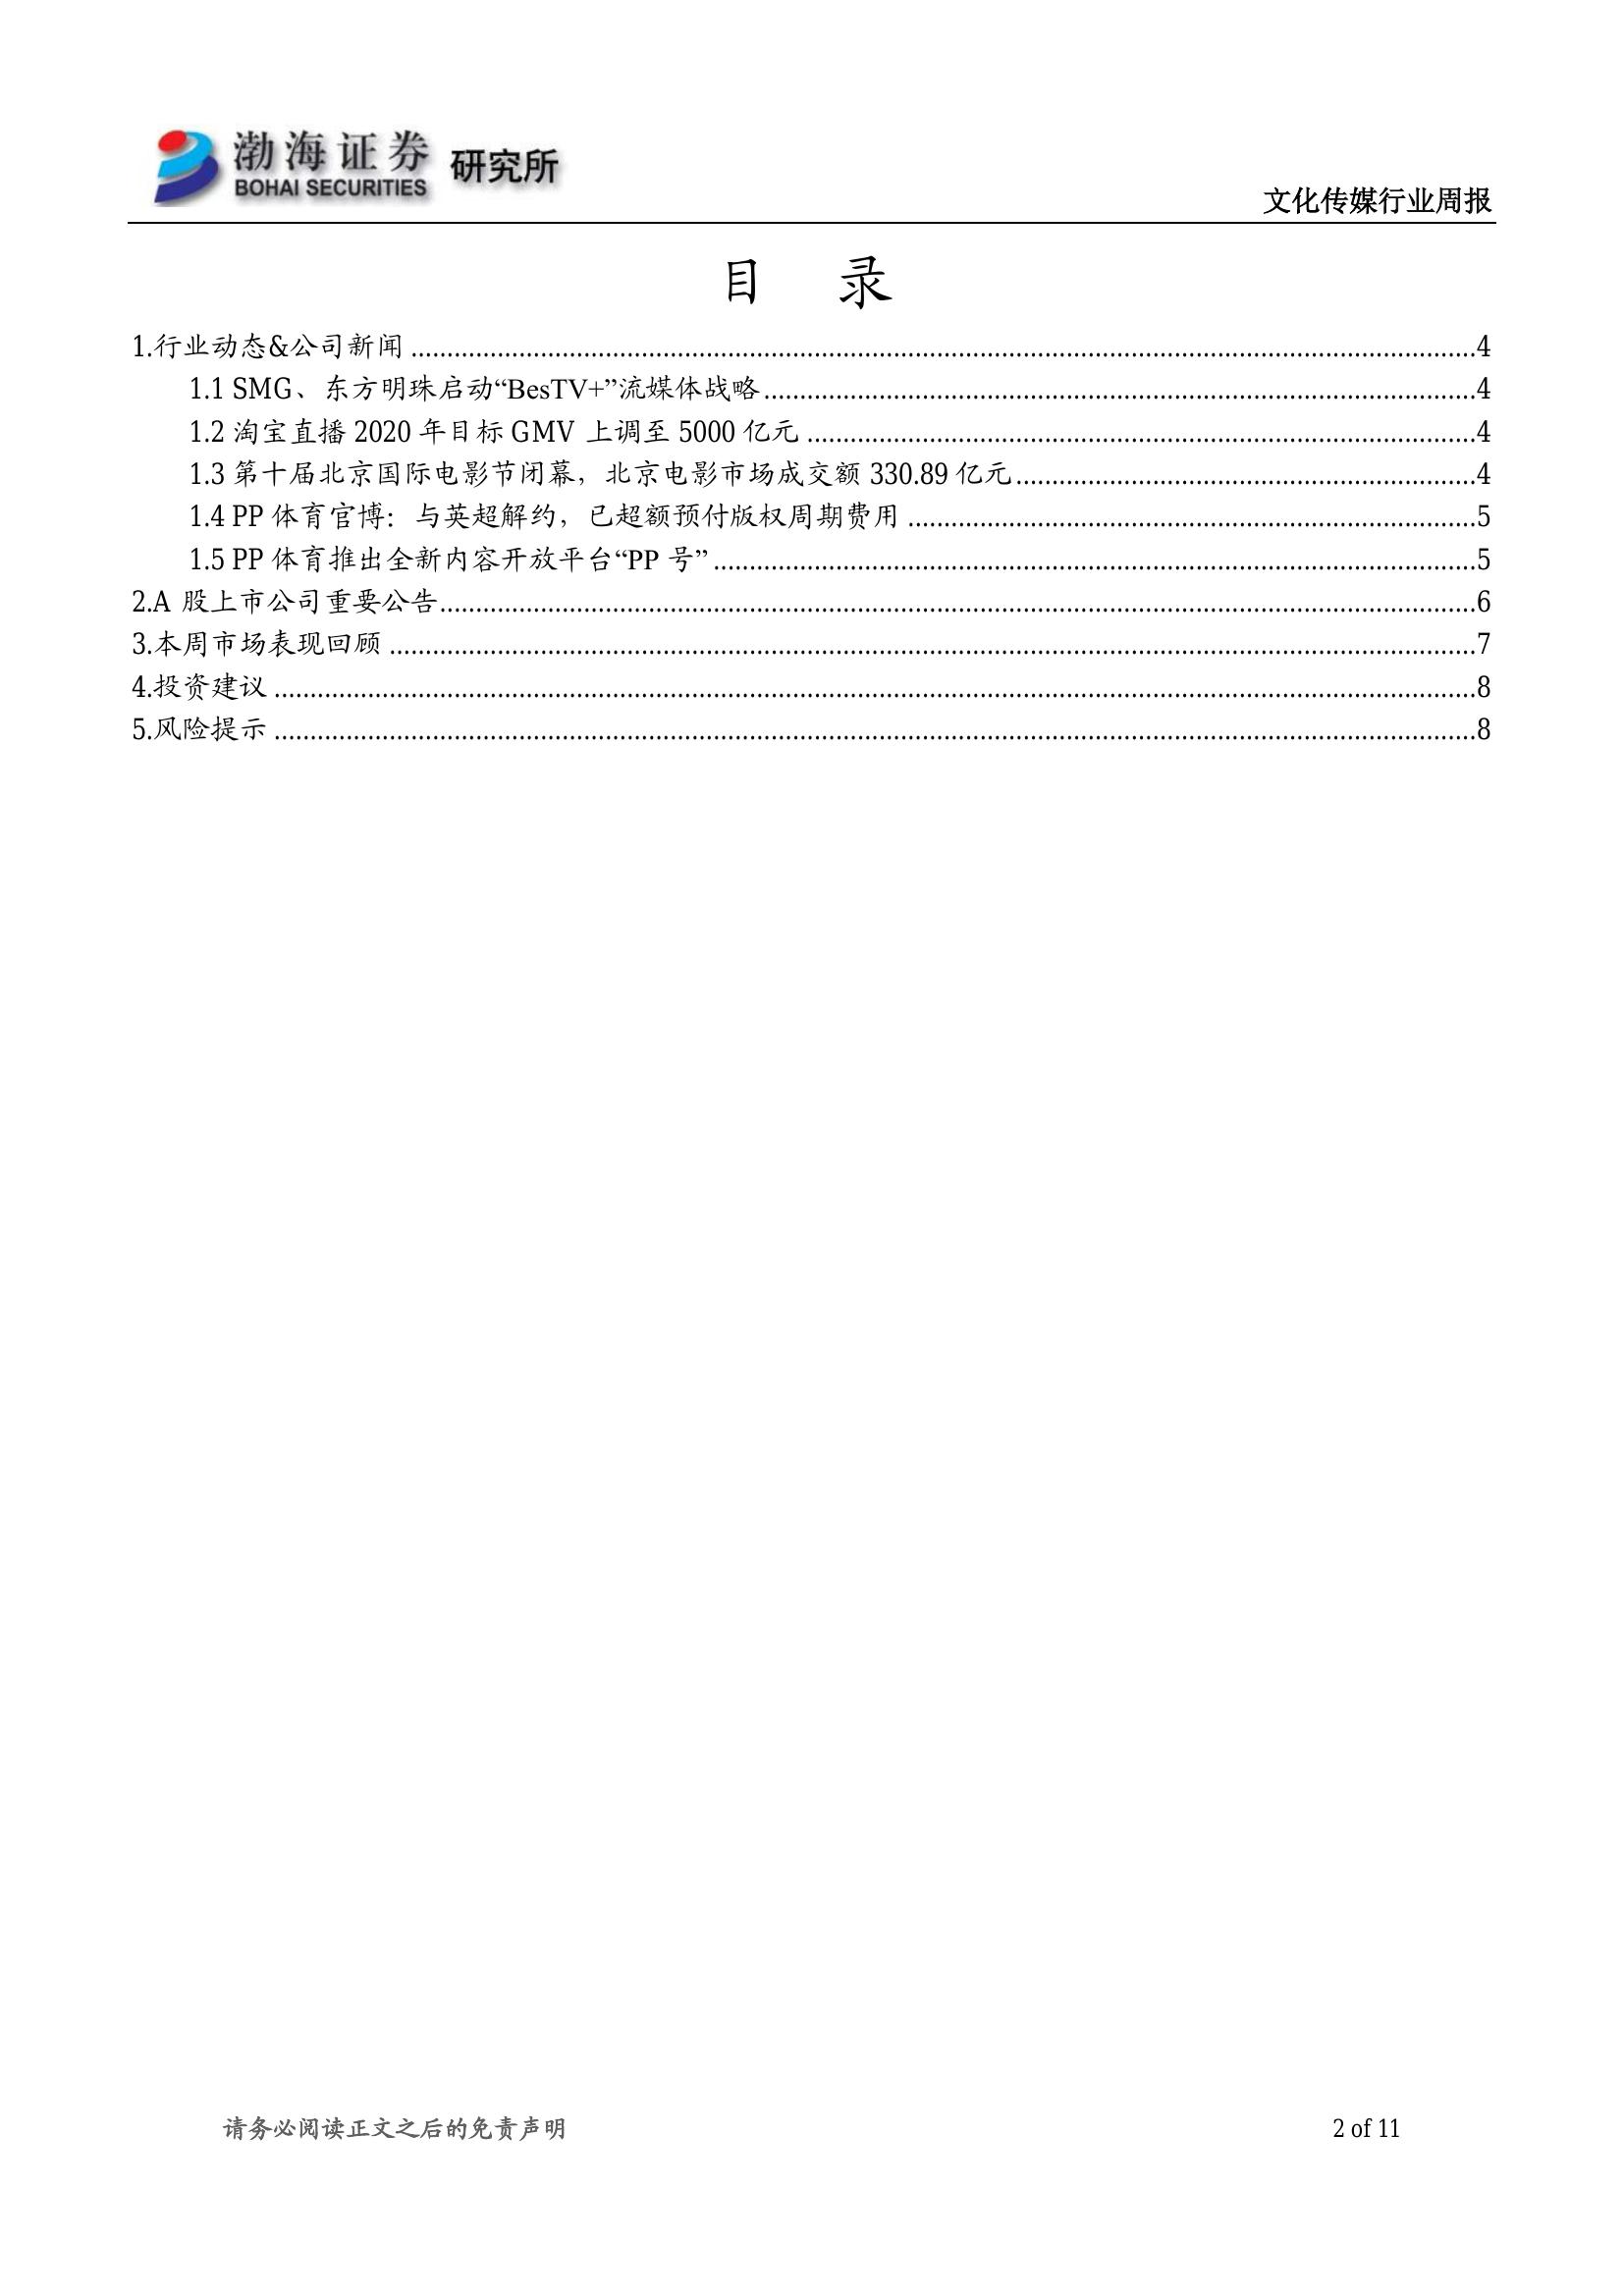 渤海证券 研究所
BOHAI SECURITIES
文化传媒行业周报
目 录
1.行业动态&公司新闻 ........................................ 4
1.1 SMG、东方明珠启动“BesTV+”流媒体战略 ........................................ 4
1.2 淘宝直播 2020 年目标 GMV 上调至 5000 亿元 ........................................ 4
1.3 第十届北京国际电影节闭幕，北京电影市场成交额 330.89 亿元 ........................................ 4
1.4 PP 体育官博：与英超解约，已超额预付版权周期费用 ........................................ 5
1.5 PP 体育推出全新内容开放平台“PP 号” ........................................ 5
2.A 股上市公司重要公告 ........................................ 6
3.本周市场表现回顾 ........................................ 7
4.投资建议 ........................................ 8
5.风险提示 ........................................ 8
请务必阅读正文之后的免责声明 2 of 11